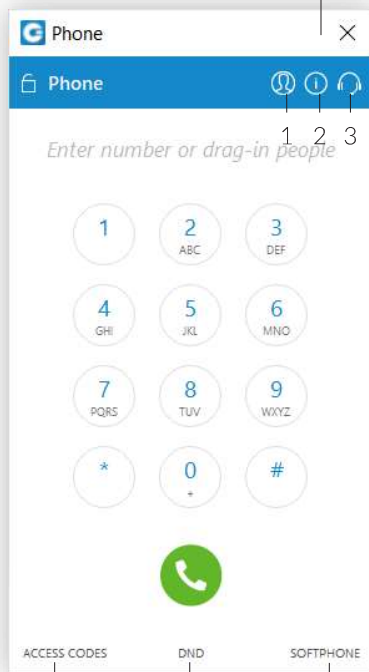 Phone
Phone
1 2 3
Enter number or drag-in people
1 2 3
ABC DEF
4 5 6
GHI JKL MNO
7 8 9
PQRS TUV WXYZ
* 0 #
+
ACCESS CODES DND SOFTPHONE